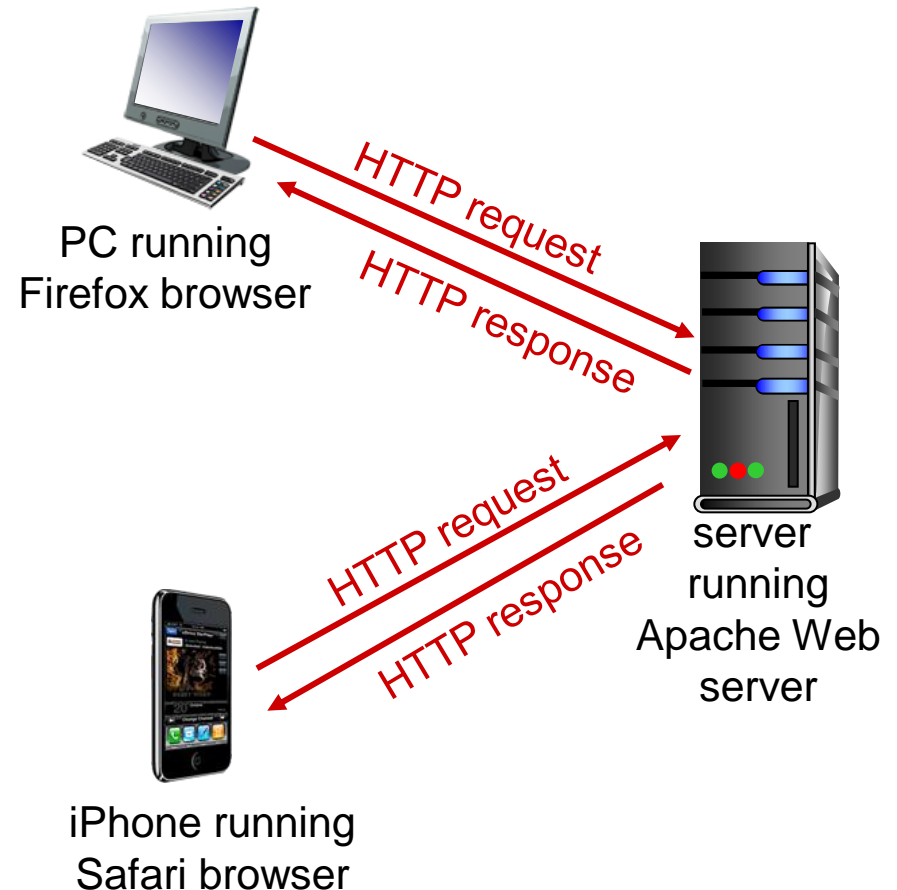 HTTP request
HTTP response
PC running
Firefox browser
HTTP request
HTTP response
server
running
Apache Web
server
iPhone running
Safari browser